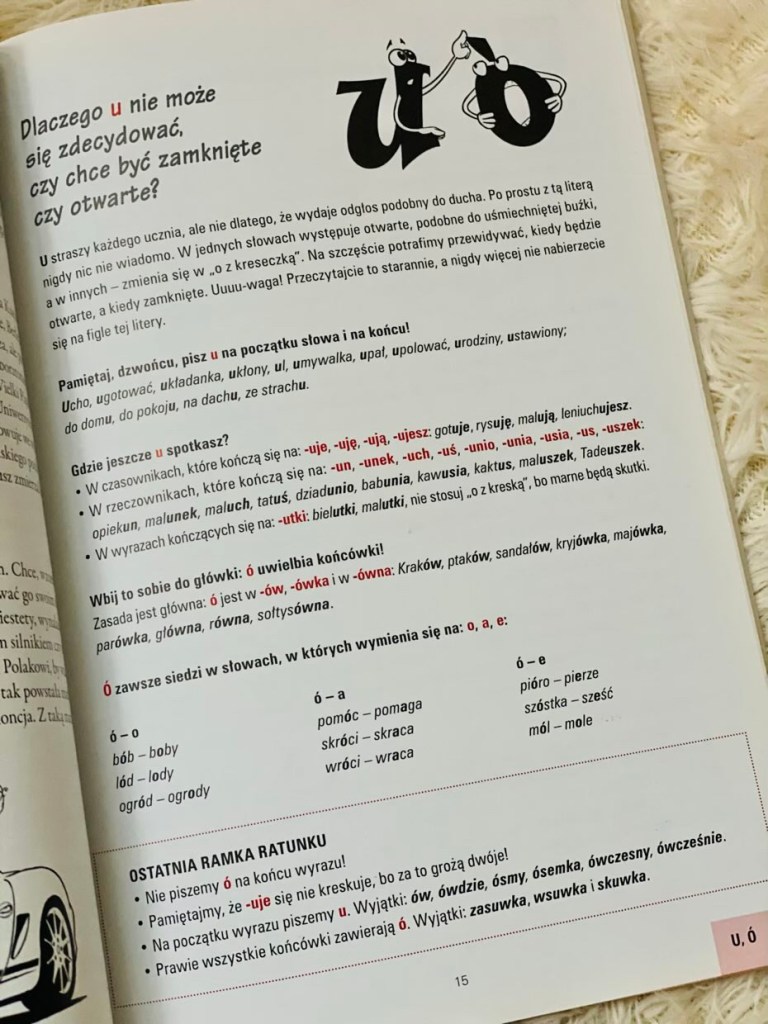 Dlaczego u nie może
się zdecydować,
czy chce być zamknięte
czy otwarte?
u ó
U straszy każdego ucznia, ale nie dlatego, że wydaje odgłos podobny do ducha. Po prostu z tą literą
nigdy nic nie wiadomo. W jednych słowach występuje otwarte, podobne do uśmiechniętej buźki,
a w innych – zmienia się w „o z kreseczką". Na szczęście potrafimy przewidywać, kiedy będzie
otwarte, a kiedy zamknięte. Uuuu-waga! Przeczytajcie to starannie, a nigdy więcej nie nabierzecie
się na figle tej litery.
Pamiętaj, dzwońcu, pisz u na początku słowa i na końcu!
Ucho, ugotować, układanka, ukłony, ul, umywalka, upał, upolować, urodziny, ustawiony;
do domu, do pokoju, na dachu, ze strachu.
Gdzie jeszcze u spotkasz?
• W czasownikach, które kończą się na: -uje, -uję, -ują, -ujesz: gotuje, rysuję, malują, leniuchujesz.
• W rzeczownikach, które kończą się na: -un, -unek, -uch, -uś, -unio, -unia, -usia, -us, -uszek:
opiekun, malunek, maluch, tatuś, dziadunio, babunia, kawusia, kaktus, maluszek, Tadeuszek.
• W wyrazach kończących się na: -utki: bielutki, malutki, nie stosuj „o z kreską", bo marne będą skutki.
Wbij to sobie do główki: ó uwielbia końcówki!
Zasada jest główna: ó jest w -ów, -ówka i w -ówna: Kraków, ptaków, sandałów, kryjówka, majówka,
parówka, główna, równa, sołtysówna.
Ó zawsze siedzi w słowach, w których wymienia się na: o, a, e:
ó – o
bób – boby
lód – lody
ogród – ogrody
ó – a
pomóc – pomaga
skróci – skraca
wróci – wraca
ó – e
pióro – pierze
szóstka – sześć
mól – mole
OSTATNIA RAMKA RATUNKU
• Nie piszemy ó na końcu wyrazu!
• Pamiętajmy, że -uje się nie kreskuje, bo za to grożą dwóje!
• Na początku wyrazu piszemy u. Wyjątki: ów, ówdzie, ósmy, ósemka, ówczesny, ówcześnie.
• Prawie wszystkie końcówki zawierają ó. Wyjątki: zasuwka, wsuwka i skuwka.
U, Ó
15
n. Chce,
silnikiem
Polakowi,
tak powstała
oncja. Z taką